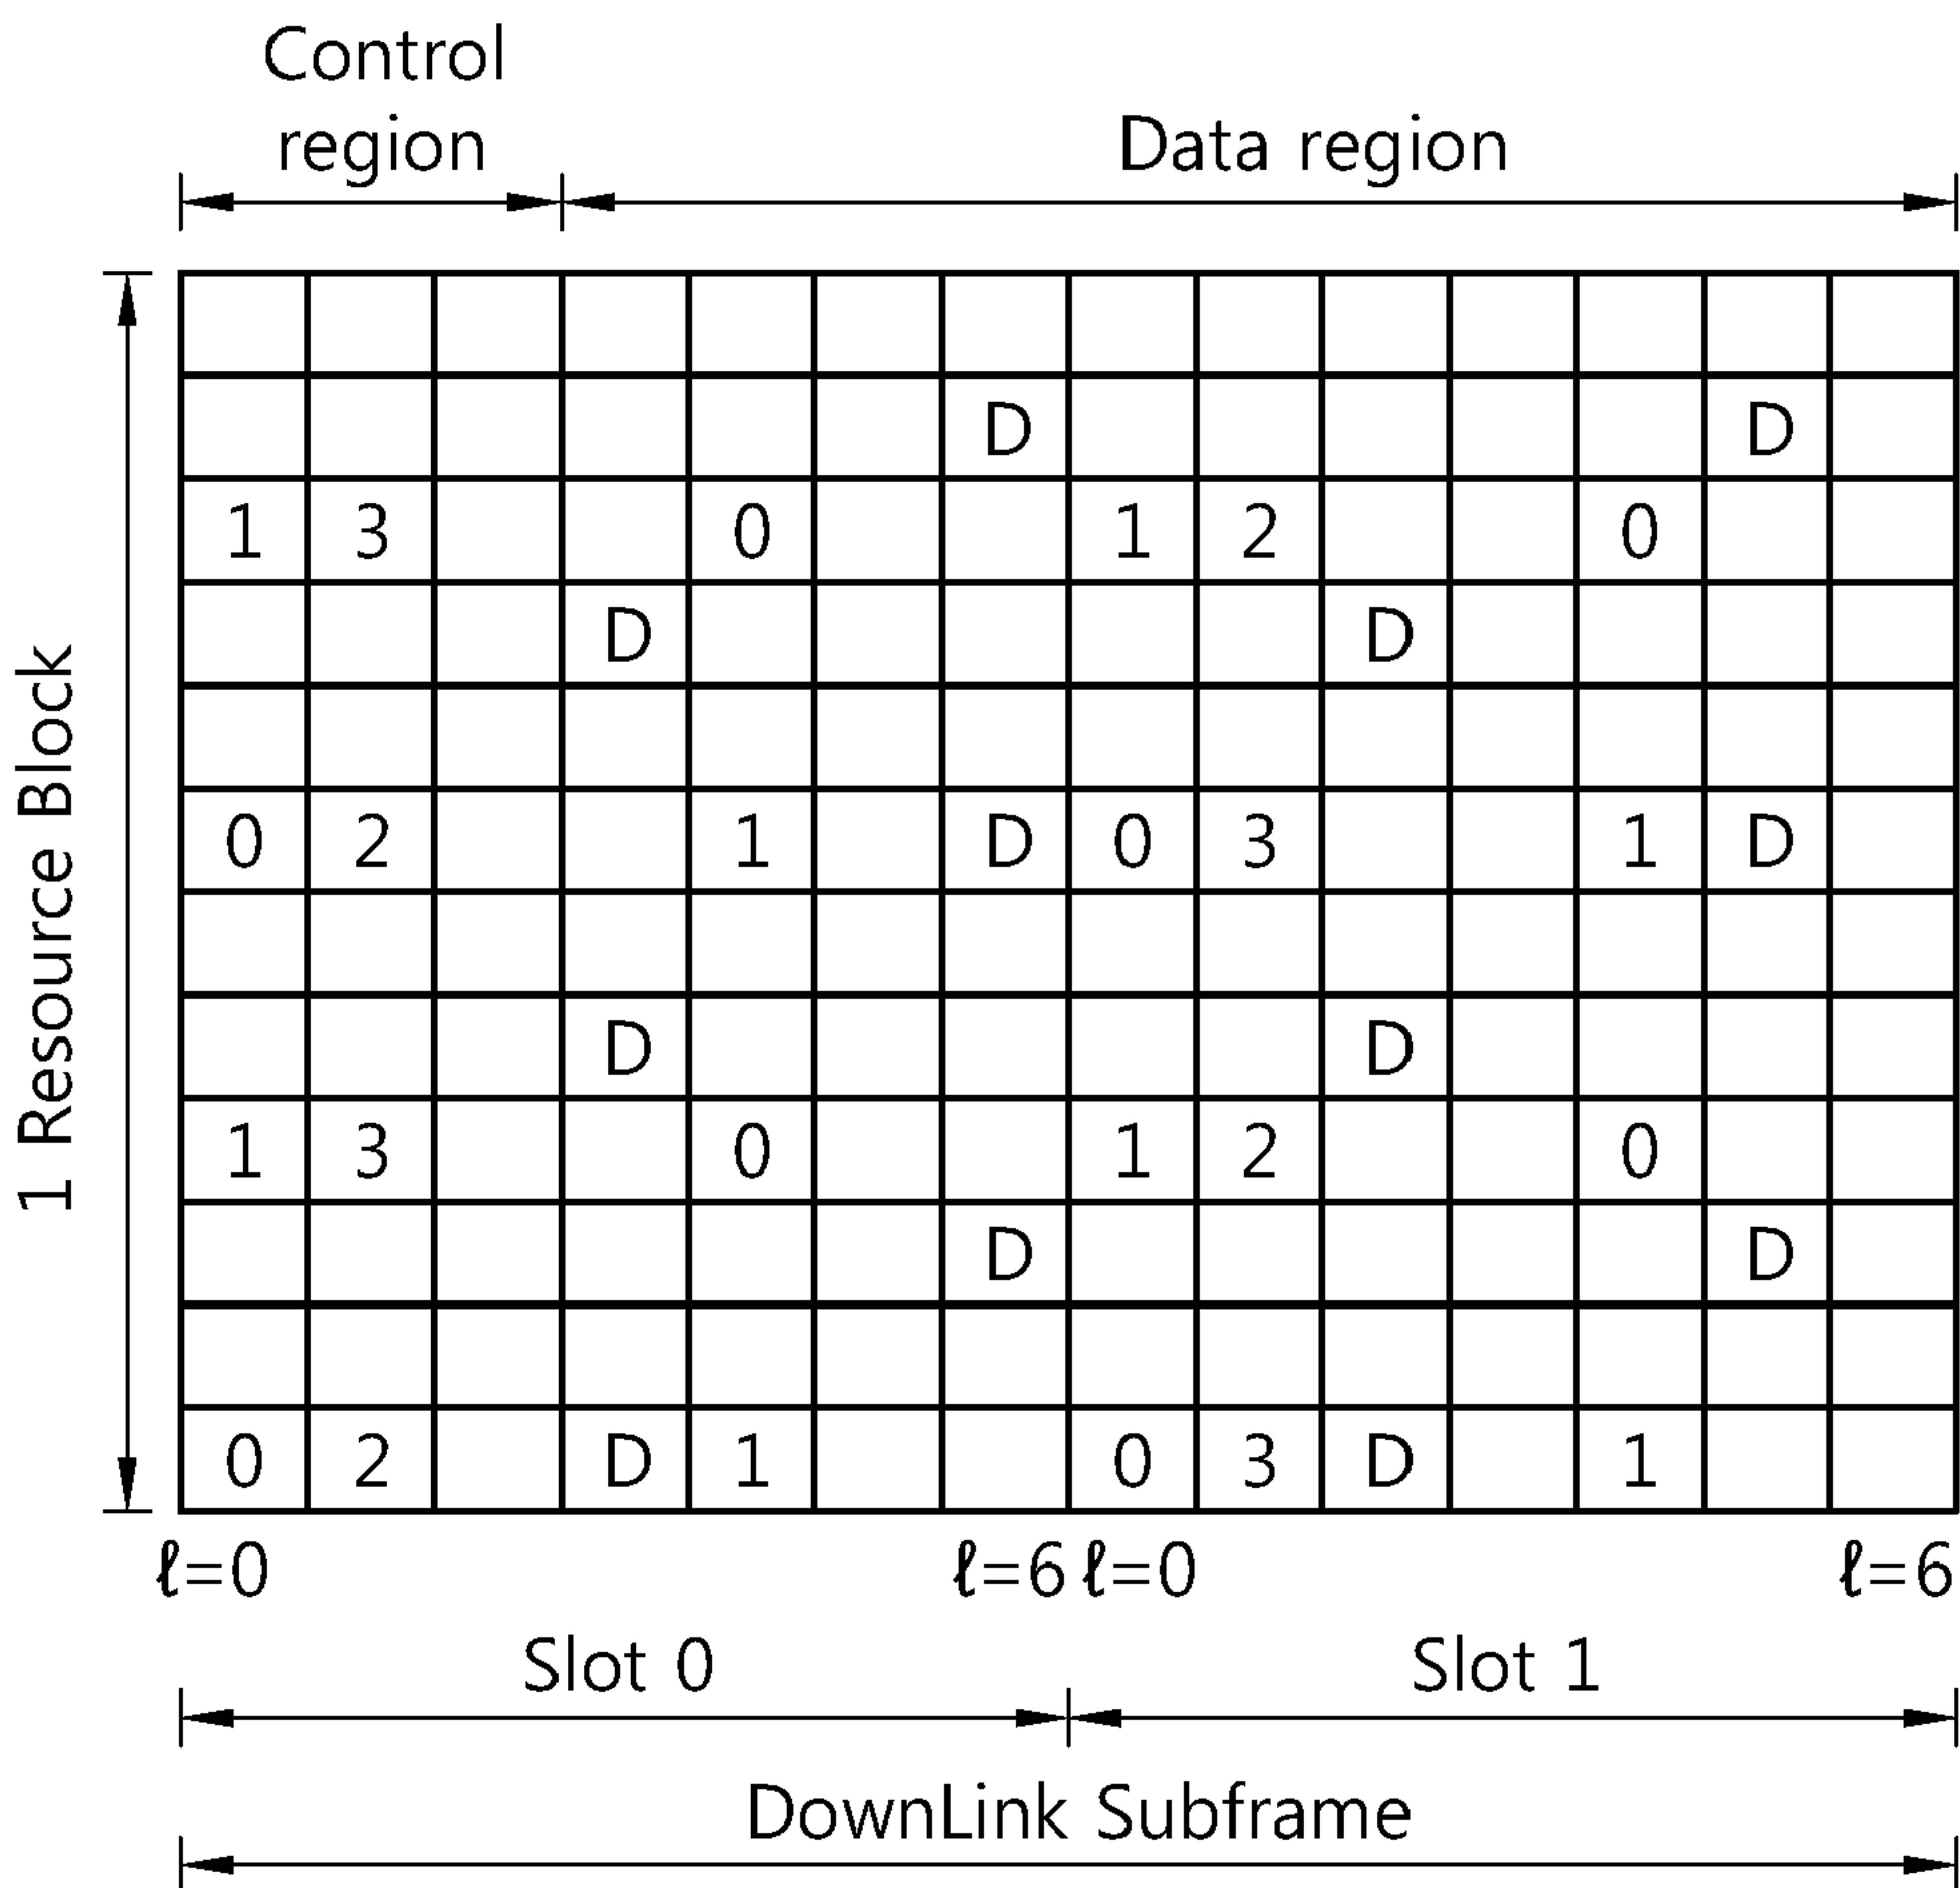 Control
region
Data region
D D
1 3 0 1 2 0
D D
0 2 1 D 0 3 1 D
D D
1 3 0 1 2 0
D D
0 2 D 1 0 3 D 1
1 Resource Block
ℓ=0 ℓ=6 ℓ=0 ℓ=6
Slot 0 Slot 1
DownLink Subframe